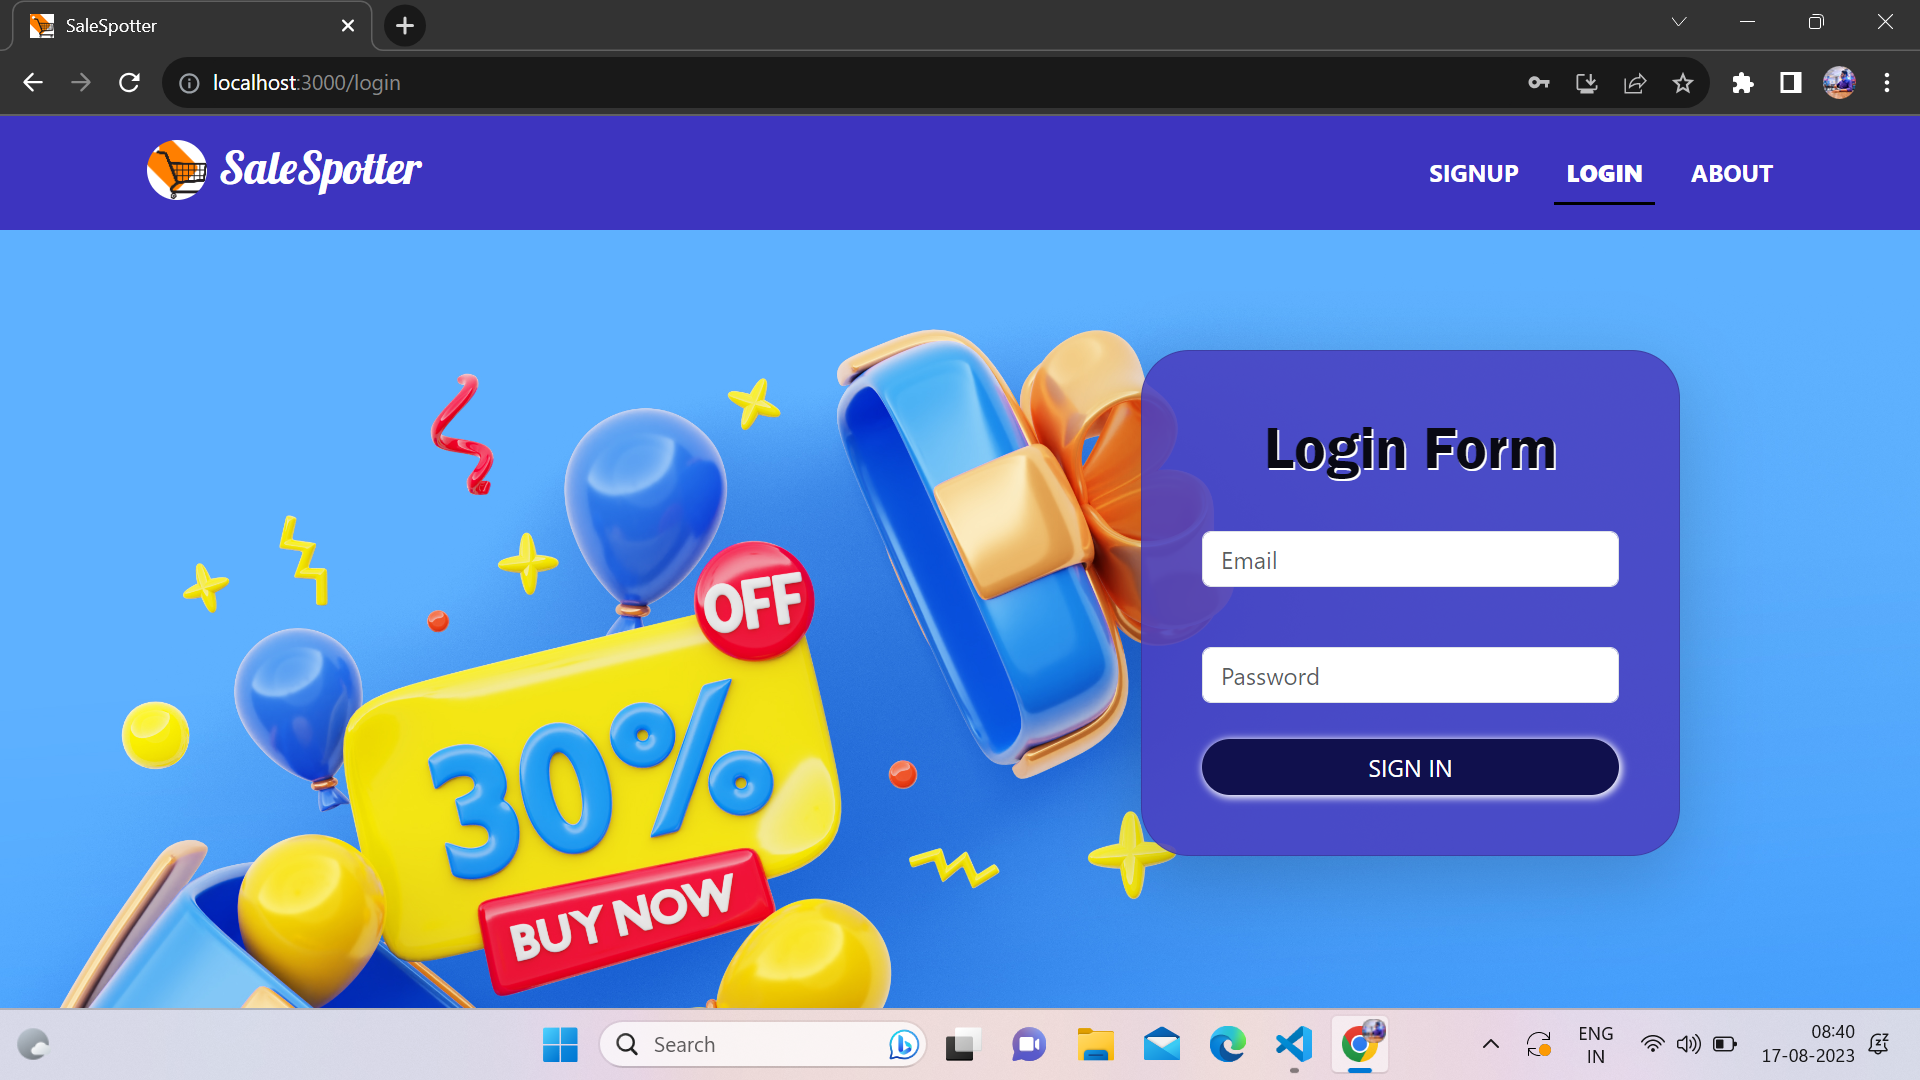 SaleSpotter
localhost:3000/login
SaleSpotter
SIGNUP LOGIN ABOUT
Login Form
Email
Password
SIGN IN
OFF
30%
BUY NOW
Search
ENG
IN
08:40
17-08-2023